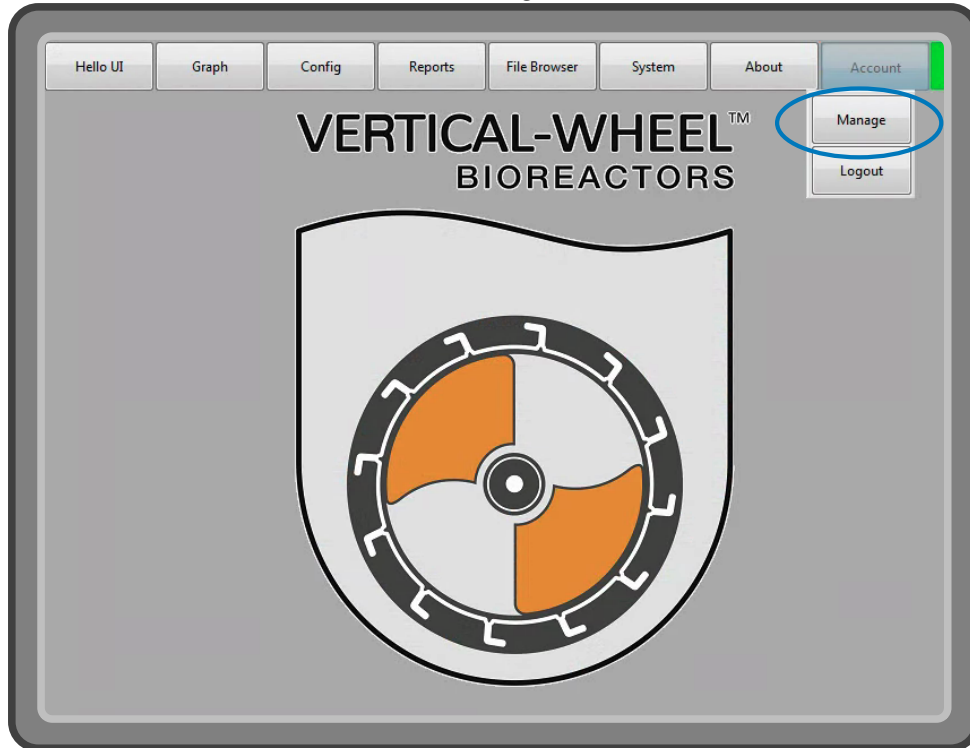 Hello UI Graph Config Reports File Browser System About Account
Manage
Logout
VERTICAL-WHEEL™
BIOREACTORS